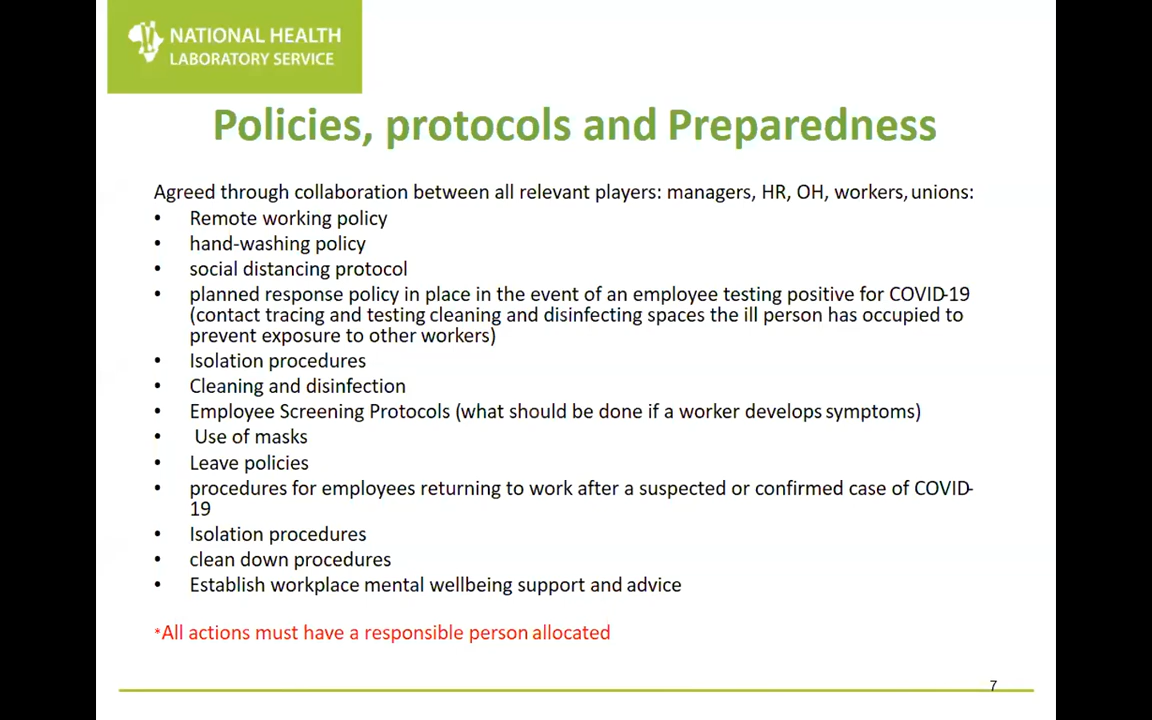 NATIONAL HEALTH
LABORATORY SERVICE
Policies, protocols and Preparedness
Agreed through collaboration between all relevant players: managers, HR, OH, workers, unions:
• Remote working policy
• hand-washing policy
• social distancing protocol
• planned response policy in place in the event of an employee testing positive for COVID-19
(contact tracing and testing cleaning and disinfecting spaces the ill person has occupied to
prevent exposure to other workers)
• Isolation procedures
• Cleaning and disinfection
• Employee Screening Protocols (what should be done if a worker develops symptoms)
• Use of masks
• Leave policies
• procedures for employees returning to work after a suspected or confirmed case of COVID-
19
• Isolation procedures
• clean down procedures
• Establish workplace mental wellbeing support and advice
*All actions must have a responsible person allocated
7